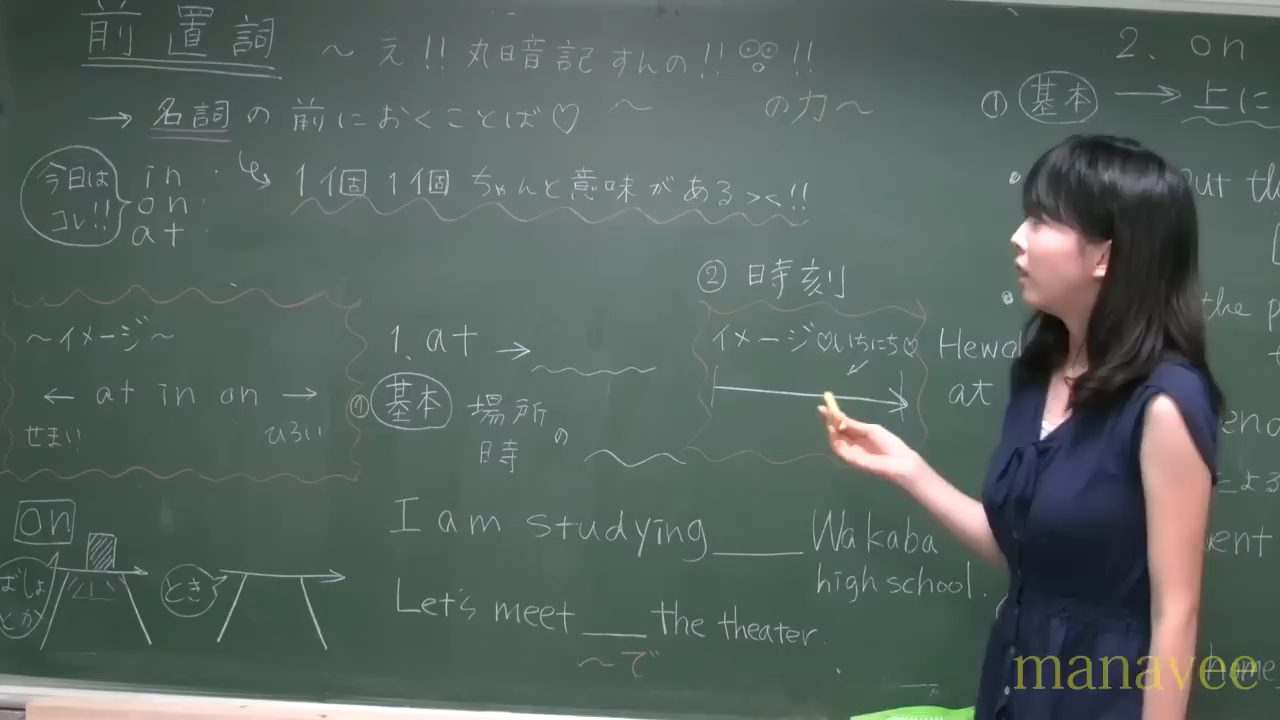 前置詞 ～え!!丸暗記すんの!! !!
→ 名詞の前におくことば♡ ～の力～
今日はコレ!!
in
on
at
1個1個ちゃんと意味がある><!!
～イメージ～
← at in on →
せまい ひろい
on
ばしょとか
とき
1. at →
① 基本 場所
時 の
I am studying ____ Wakaba
high school.
Let's meet ___ the theater.
～で
② 時刻
イメージ♡いちにち♡
at
2. on
① 基本 → 上に
the
manavee